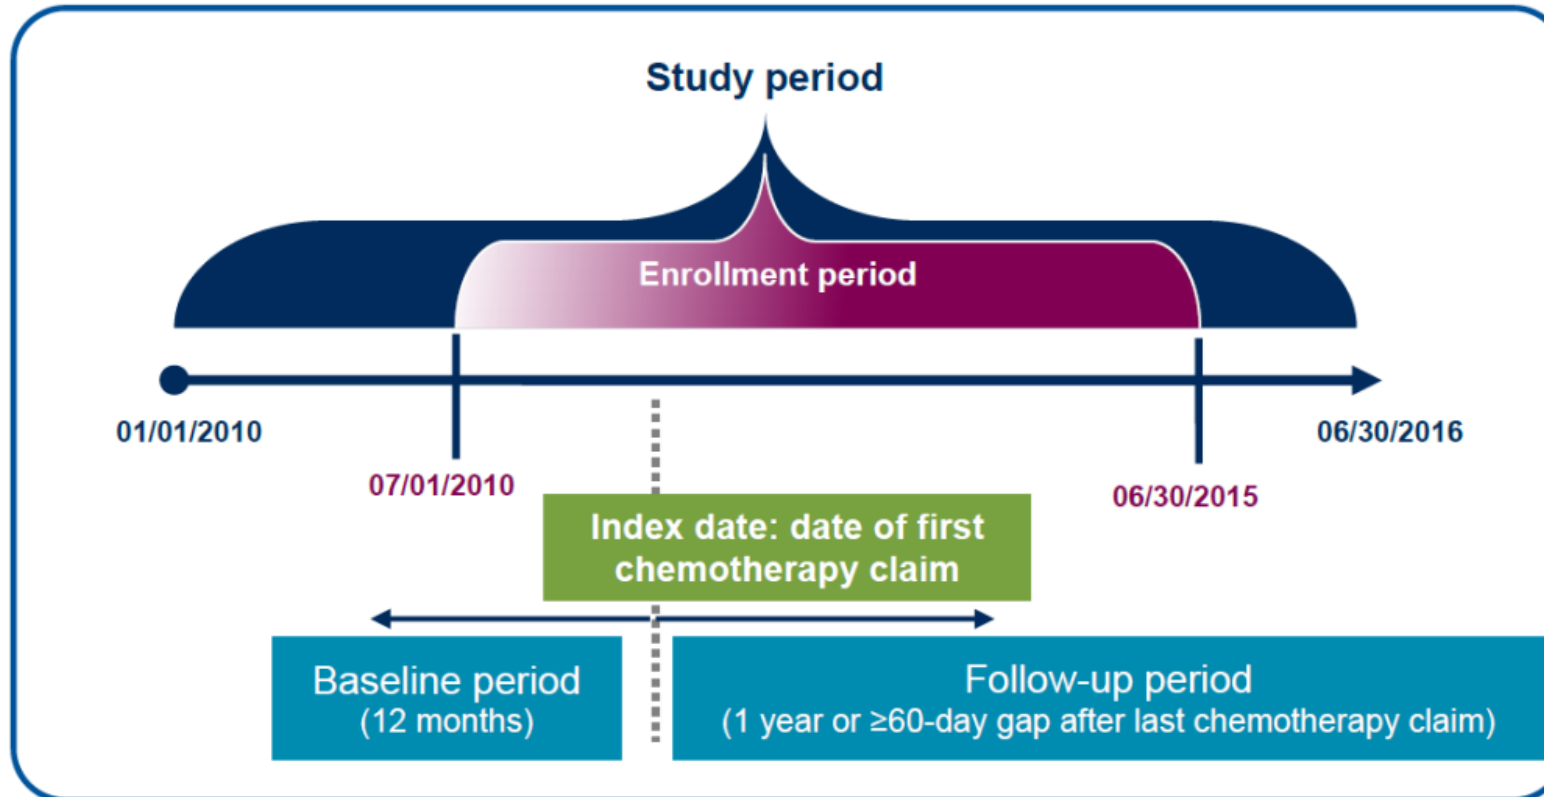 Study period
Enrollment period
01/01/2010
06/30/2016
07/01/2010
06/30/2015
Index date: date of first
chemotherapy claim
Baseline period
(12 months)
Follow-up period
(1 year or ≥60-day gap after last chemotherapy claim)